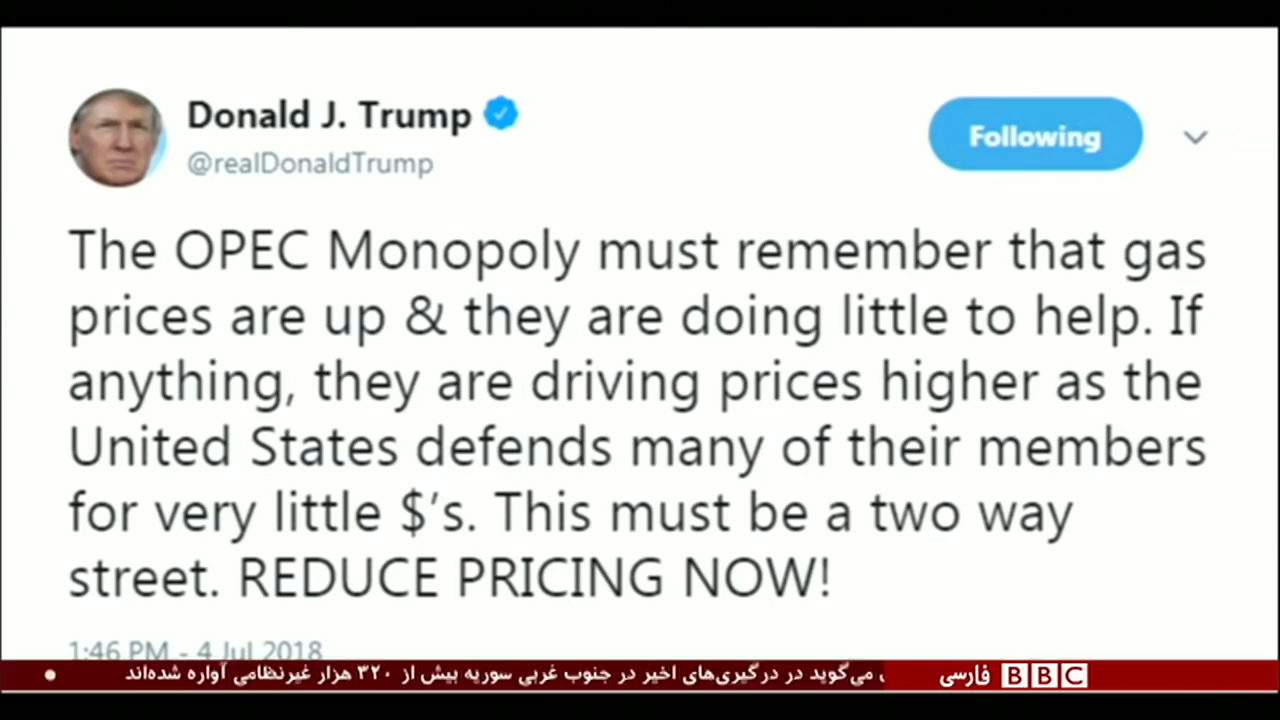 Donald J. Trump
@realDonaldTrump
Following
The OPEC Monopoly must remember that gas
prices are up & they are doing little to help. If
anything, they are driving prices higher as the
United States defends many of their members
for very little $'s. This must be a two way
street. REDUCE PRICING NOW!
1:46 PM - 4 Jul 2018
می‌گوید در درگیری‌های اخیر در جنوب غربی سوریه بیش از ۳۲۰ هزار غیرنظامی آواره شده‌اند
BBC فارسی